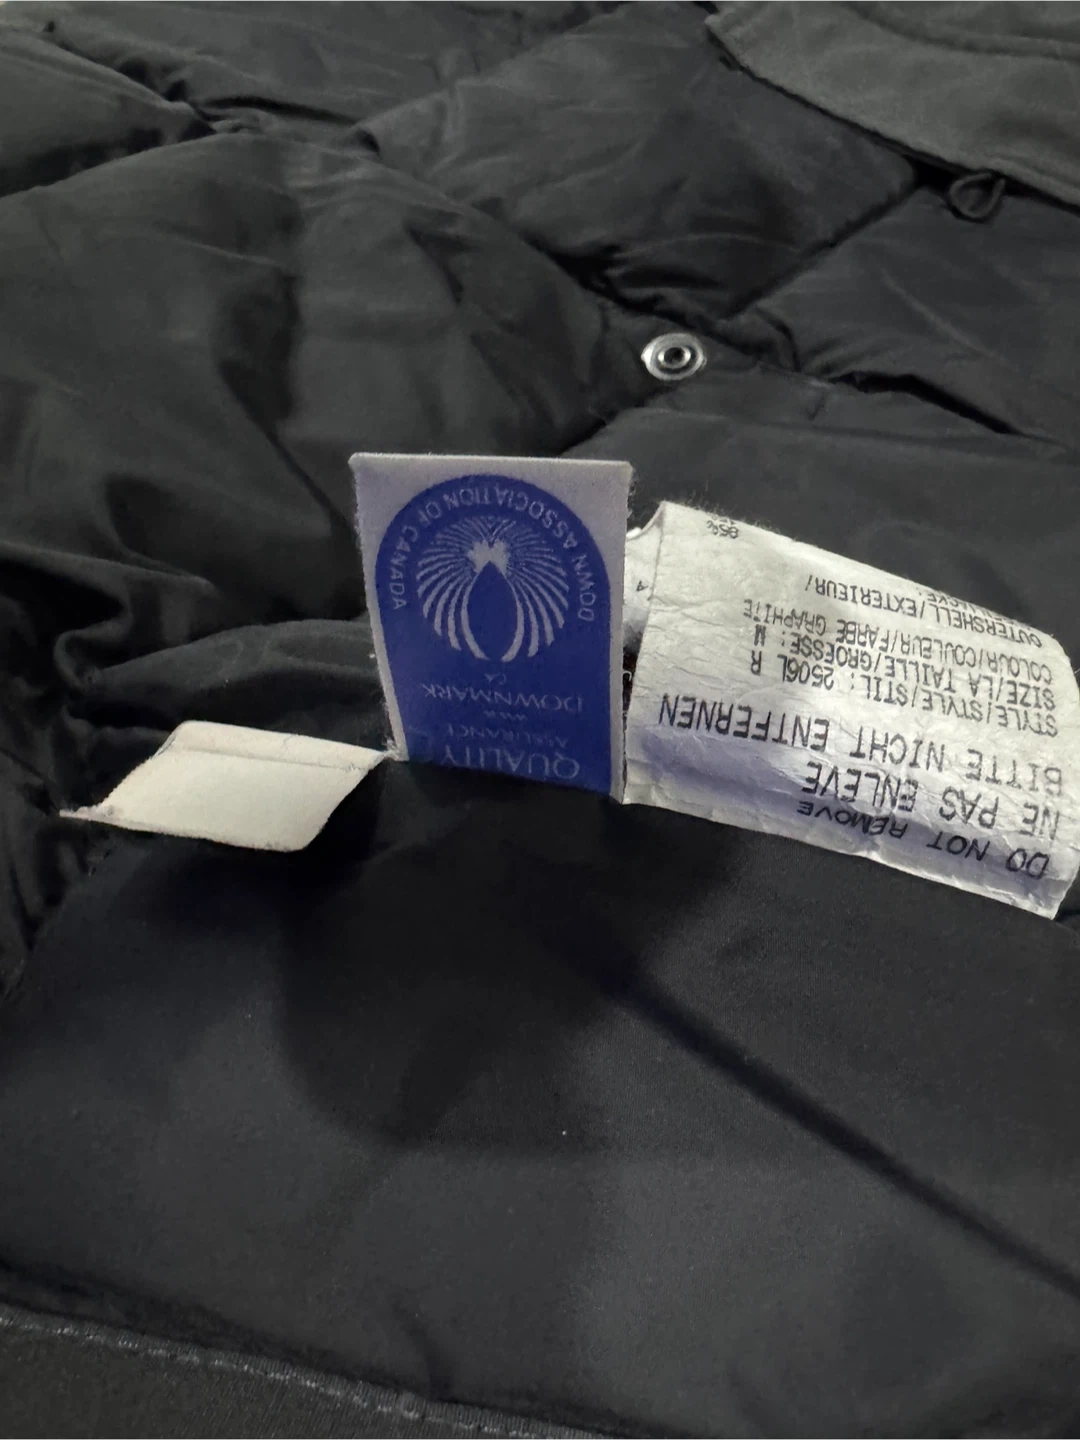 DOWN ASSOCIATION OF CANADA
DOWNMARK
CA
QUALITY
ASSURANCE
www
DO NOT REMOVE
NE PAS ENLEVE
BITTE NICHT ENTFERNEN
STYLE/STYLE/STIL: 2506L R
SIZE/LA TAILLE/GROESSE: M
COLOUR/COULEUR/FARBE GRAPHITE
OUTERSHELL/EXTERIEUR/